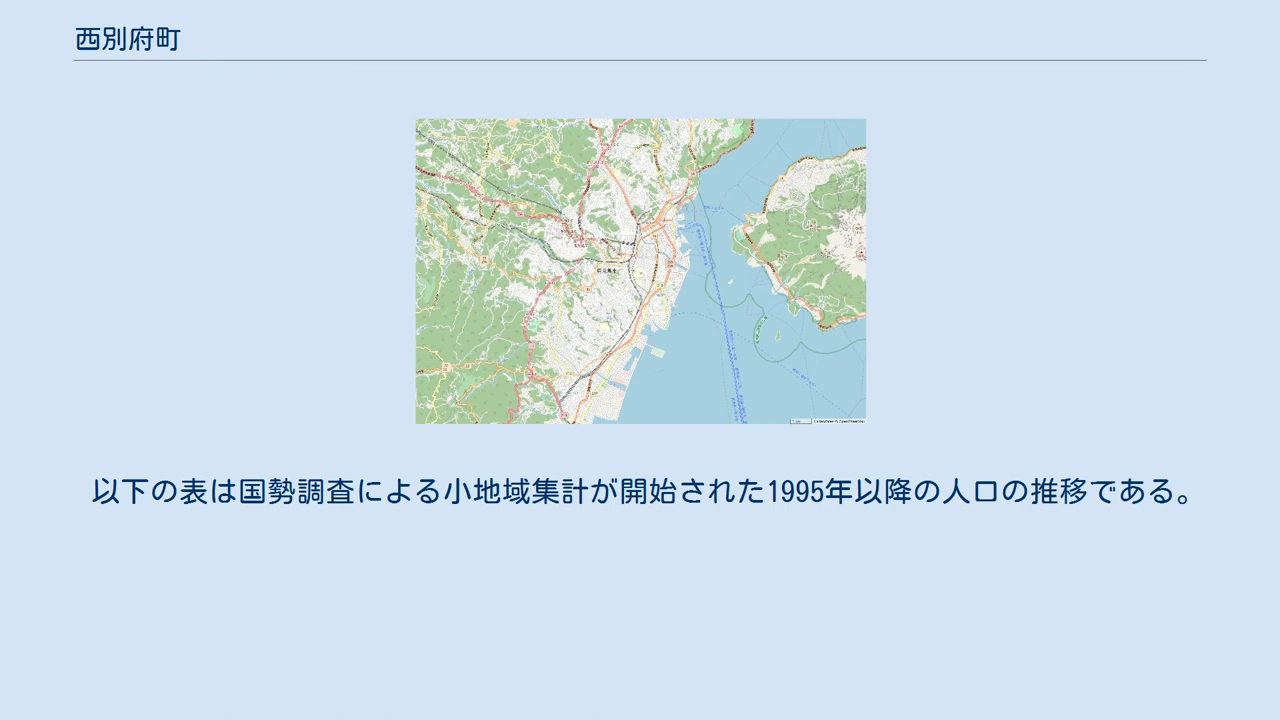 西別府町
以下の表は国勢調査による小地域集計が開始された1995年以降の人口の推移である。